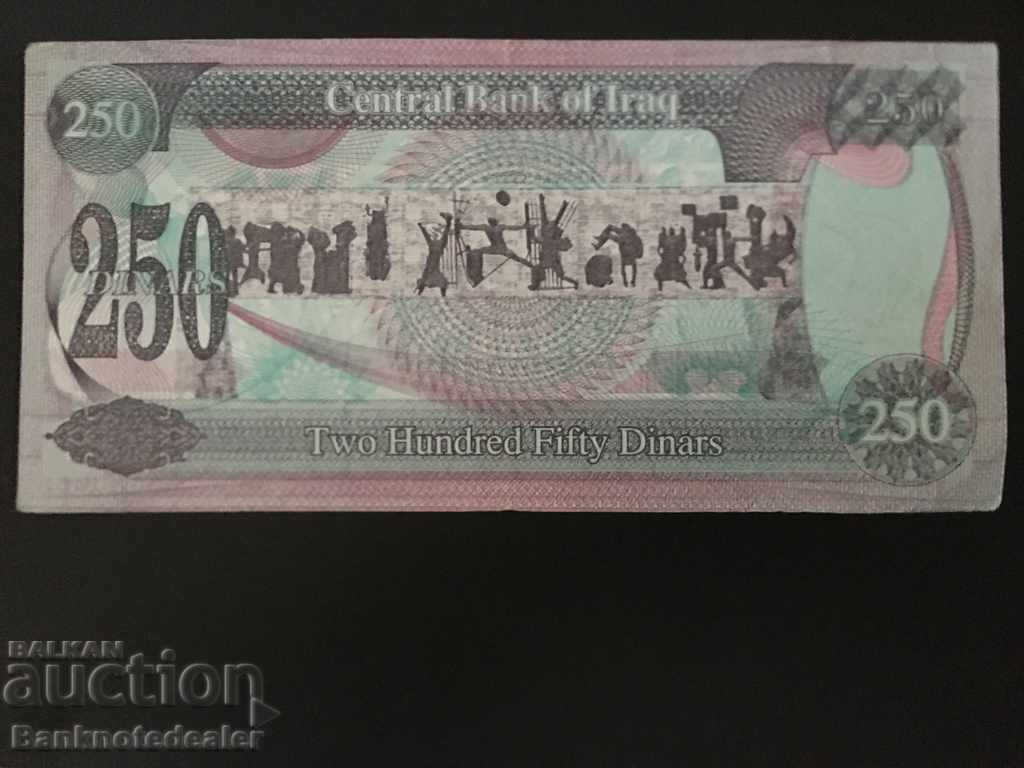 250
Central Bank of Iraq
250
250
DINARS
Two Hundred Fifty Dinars
250
BALKAN
auction
Banknotedealer